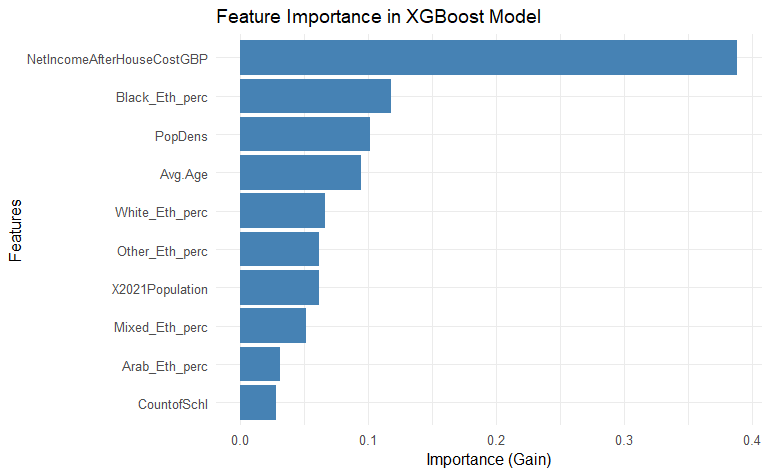 Feature Importance in XGBoost Model
NetIncomeAfterHouseCostGBP
Black_Eth_perc
PopDens
Avg.Age
White_Eth_perc
Other_Eth_perc
X2021Population
Mixed_Eth_perc
Arab_Eth_perc
CountofSchl
Features
0.0 0.1 0.2 0.3 0.4
Importance (Gain)